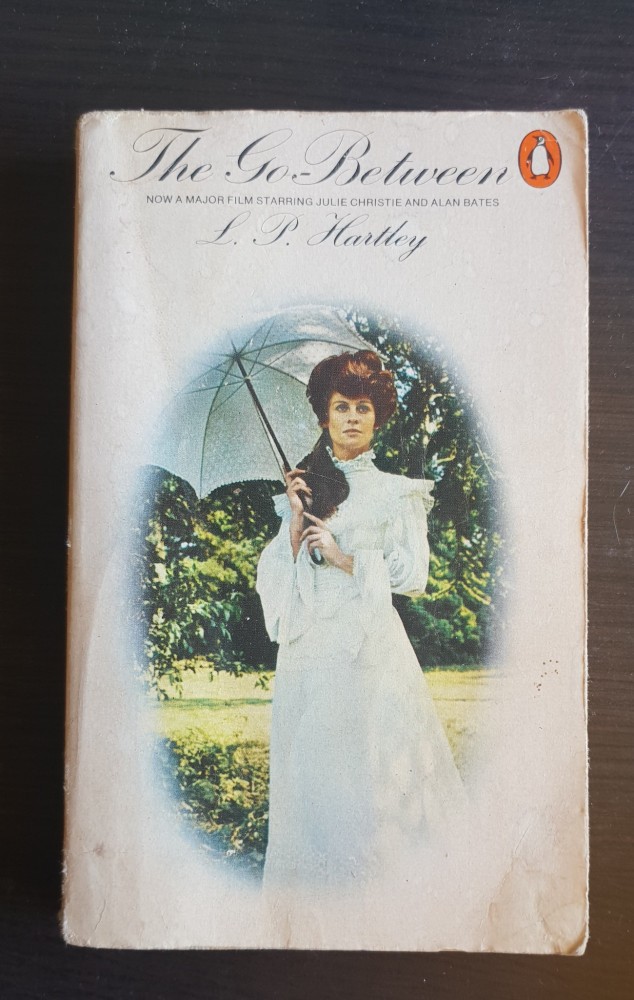 The Go-Between
NOW A MAJOR FILM STARRING JULIE CHRISTIE AND ALAN BATES
L. P. Hartley